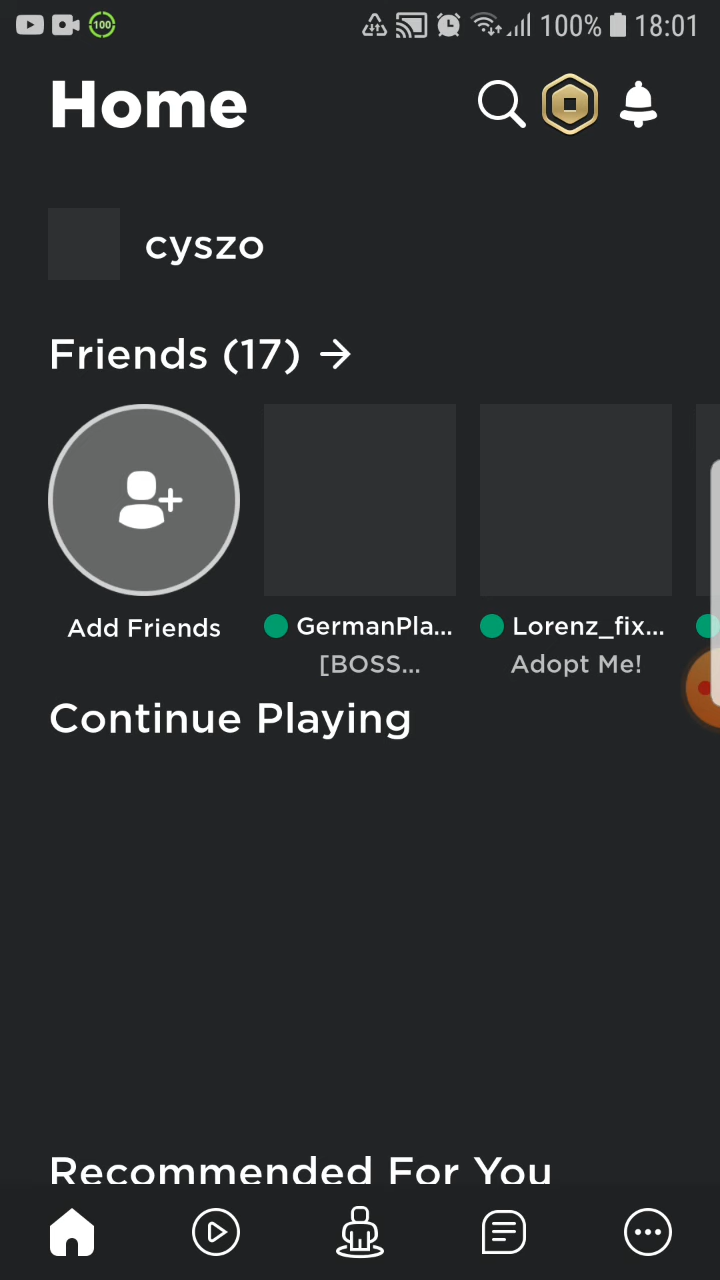 100 100% 18:01
Home
cyszo
Friends (17)
Add Friends GermanPla... Lorenz_fix...
[BOSS... Adopt Me!
Continue Playing
Recommended For You